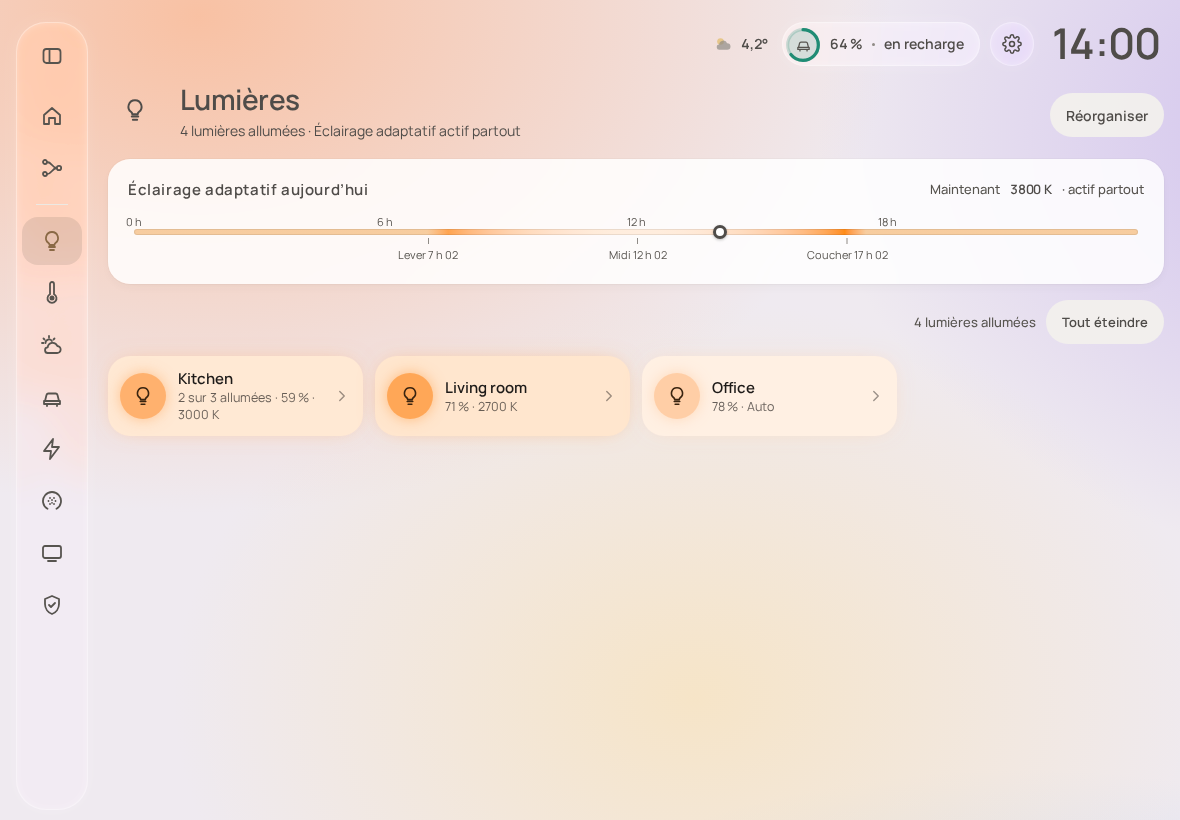 4,2° 64 % • en recharge 14:00
Lumières
4 lumières allumées · Éclairage adaptatif actif partout
Réorganiser
Éclairage adaptatif aujourd’hui
Maintenant 3800 K · actif partout
0 h 6 h 12 h 18 h
Lever 7 h 02 Midi 12 h 02 Coucher 17 h 02
4 lumières allumées Tout éteindre
Kitchen
2 sur 3 allumées · 59 % ·
3000 K
Living room
71 % · 2700 K
Office
78 % · Auto